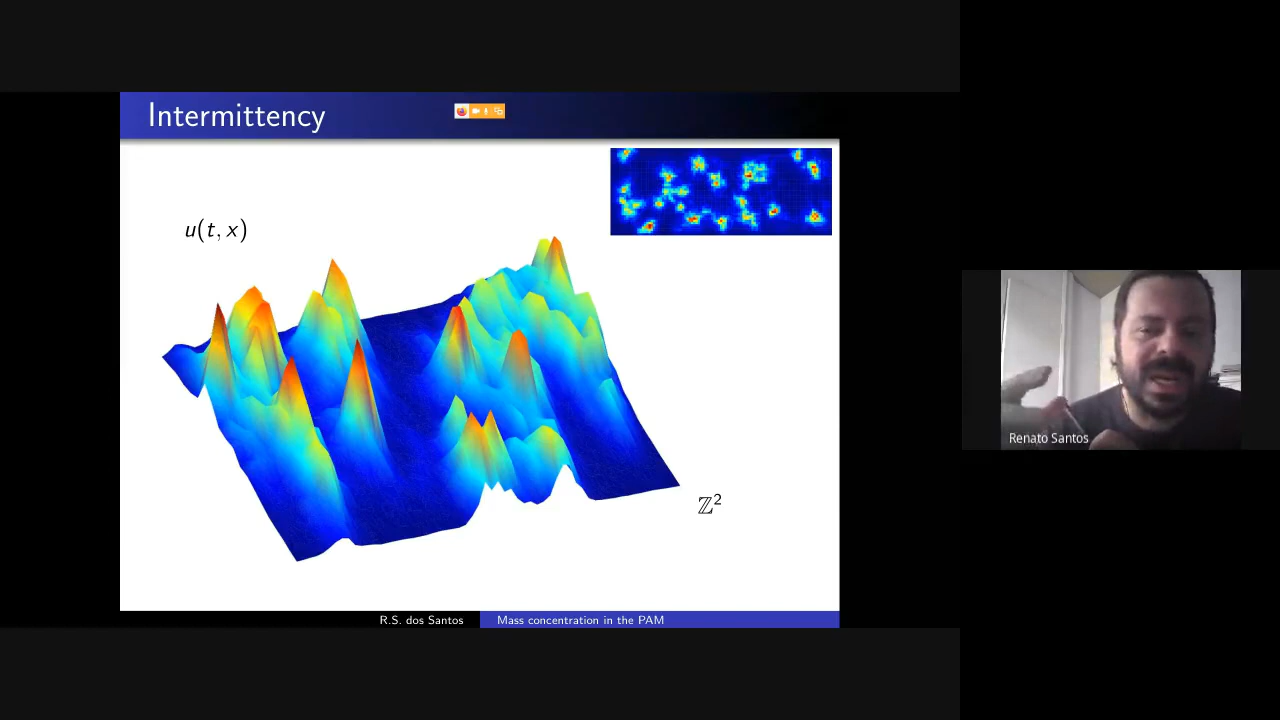 Intermittency
u(t, x)
ℤ²
R.S. dos Santos
Mass concentration in the PAM
Renato Santos